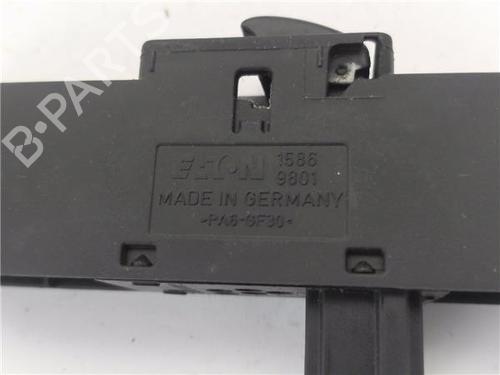 B-PARTS
EATON 1586
9801
MADE IN GERMANY
>PA6-GF30<